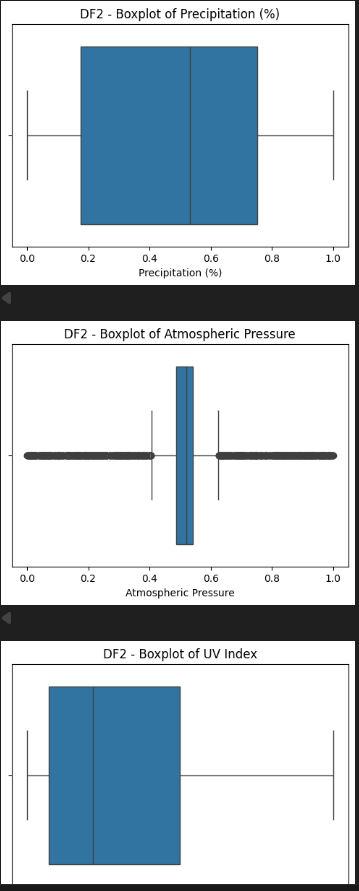 DF2 - Boxplot of Precipitation (%)
0.0 0.2 0.4 0.6 0.8 1.0
Precipitation (%)
DF2 - Boxplot of Atmospheric Pressure
0.0 0.2 0.4 0.6 0.8 1.0
Atmospheric Pressure
DF2 - Boxplot of UV Index